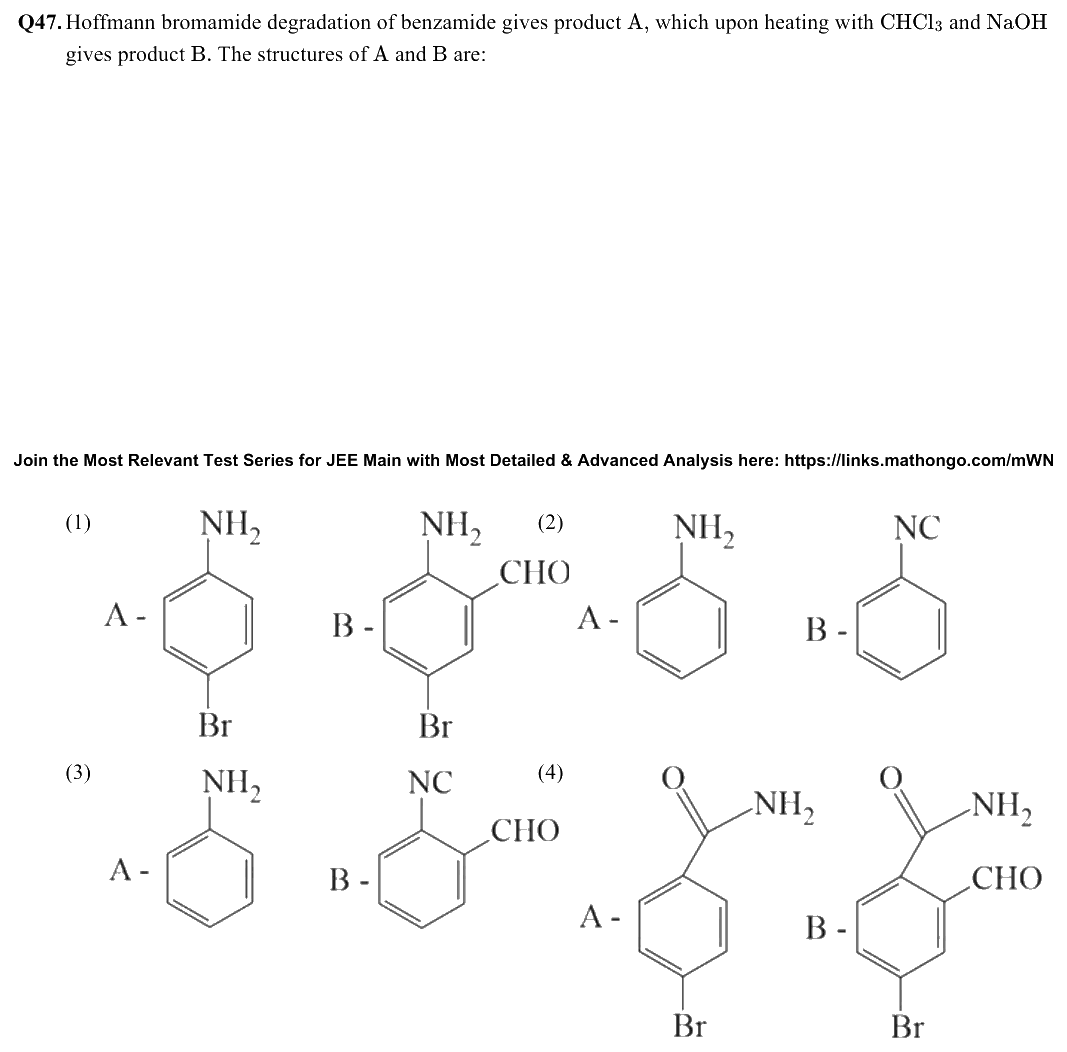 Q47. Hoffmann bromamide degradation of benzamide gives product A, which upon heating with CHCl3 and NaOH
gives product B. The structures of A and B are:
Join the Most Relevant Test Series for JEE Main with Most Detailed & Advanced Analysis here: https://links.mathongo.com/mWN
(1) NH2 NH2 (2) NH2 NC
CHO
A - B - A - B -
Br Br
(3) NH2 NC (4) O O
NH2 NH2
CHO
A - B - CHO
A - B -
Br Br